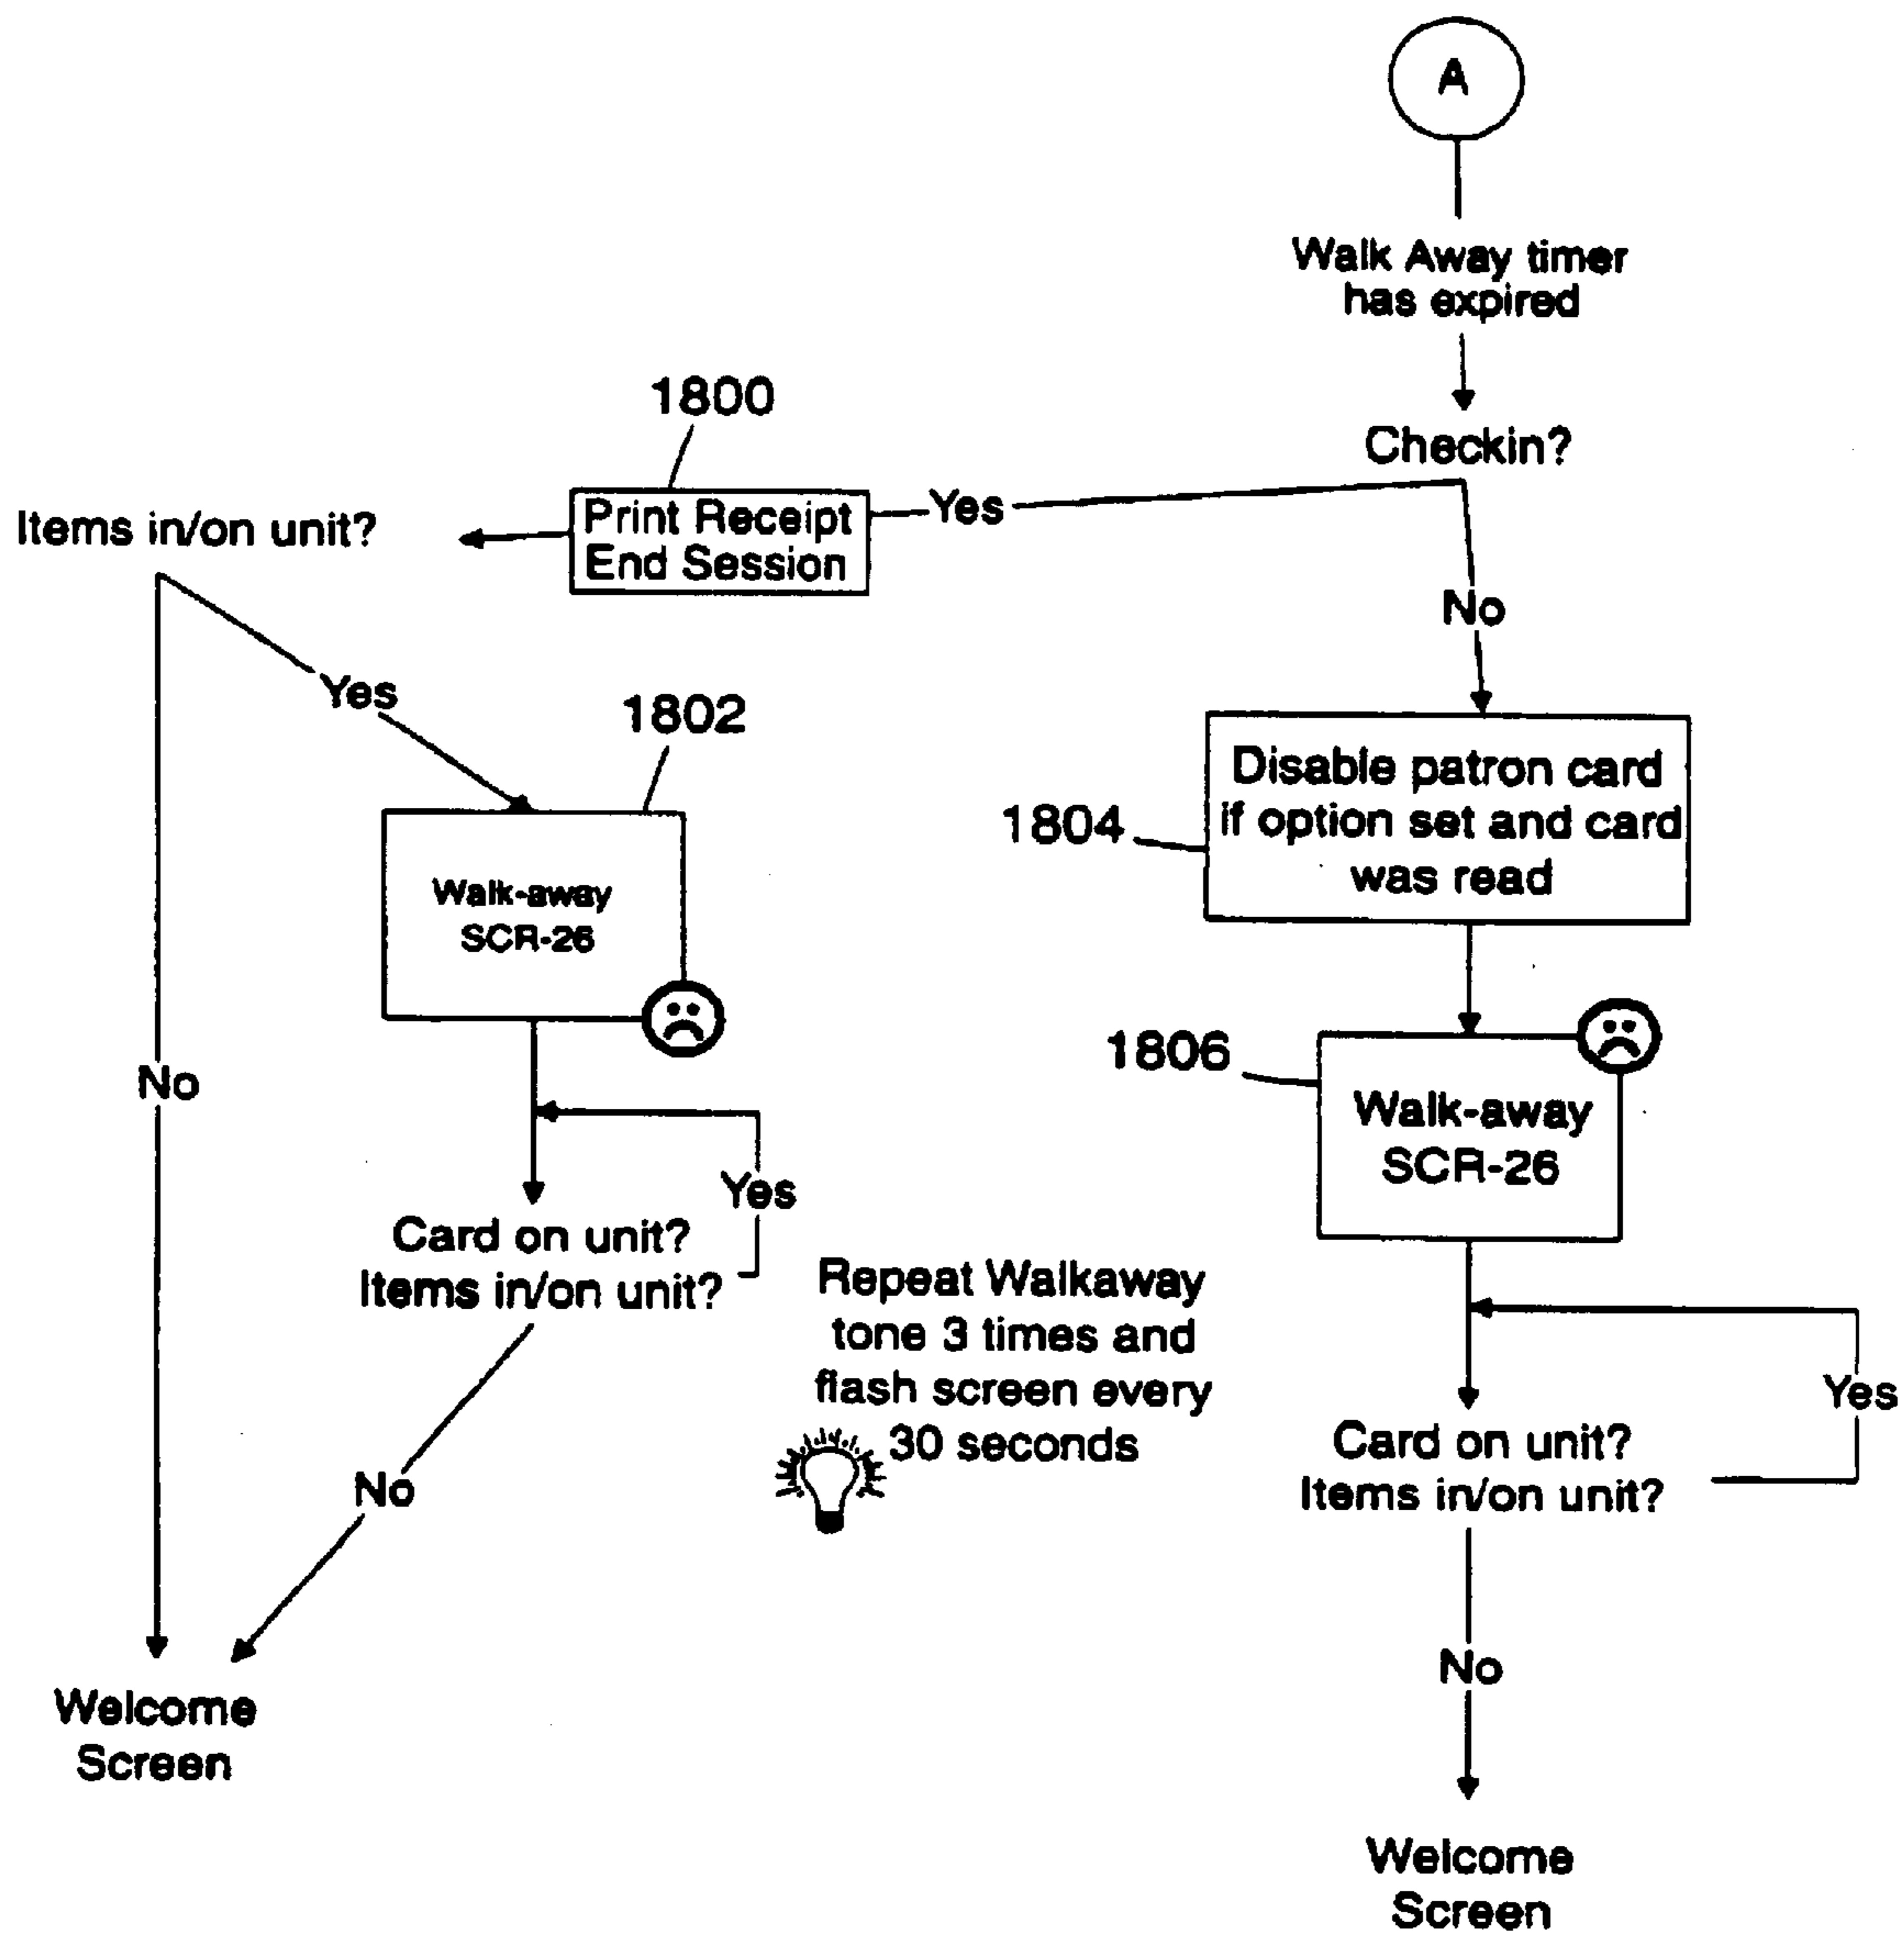 A
Walk Away timer
has expired
Checkin?
Yes
No
1800
Print Receipt
End Session
Items in/on unit?
Yes
No
1802
Walk-away
SCR-26
Card on unit?
Items in/on unit?
Yes
No
Welcome
Screen
Repeat Walkaway
tone 3 times and
flash screen every
30 seconds
1804
Disable patron card
if option set and card
was read
1806
Walk-away
SCR-26
Card on unit?
Items in/on unit?
Yes
No
Welcome
Screen